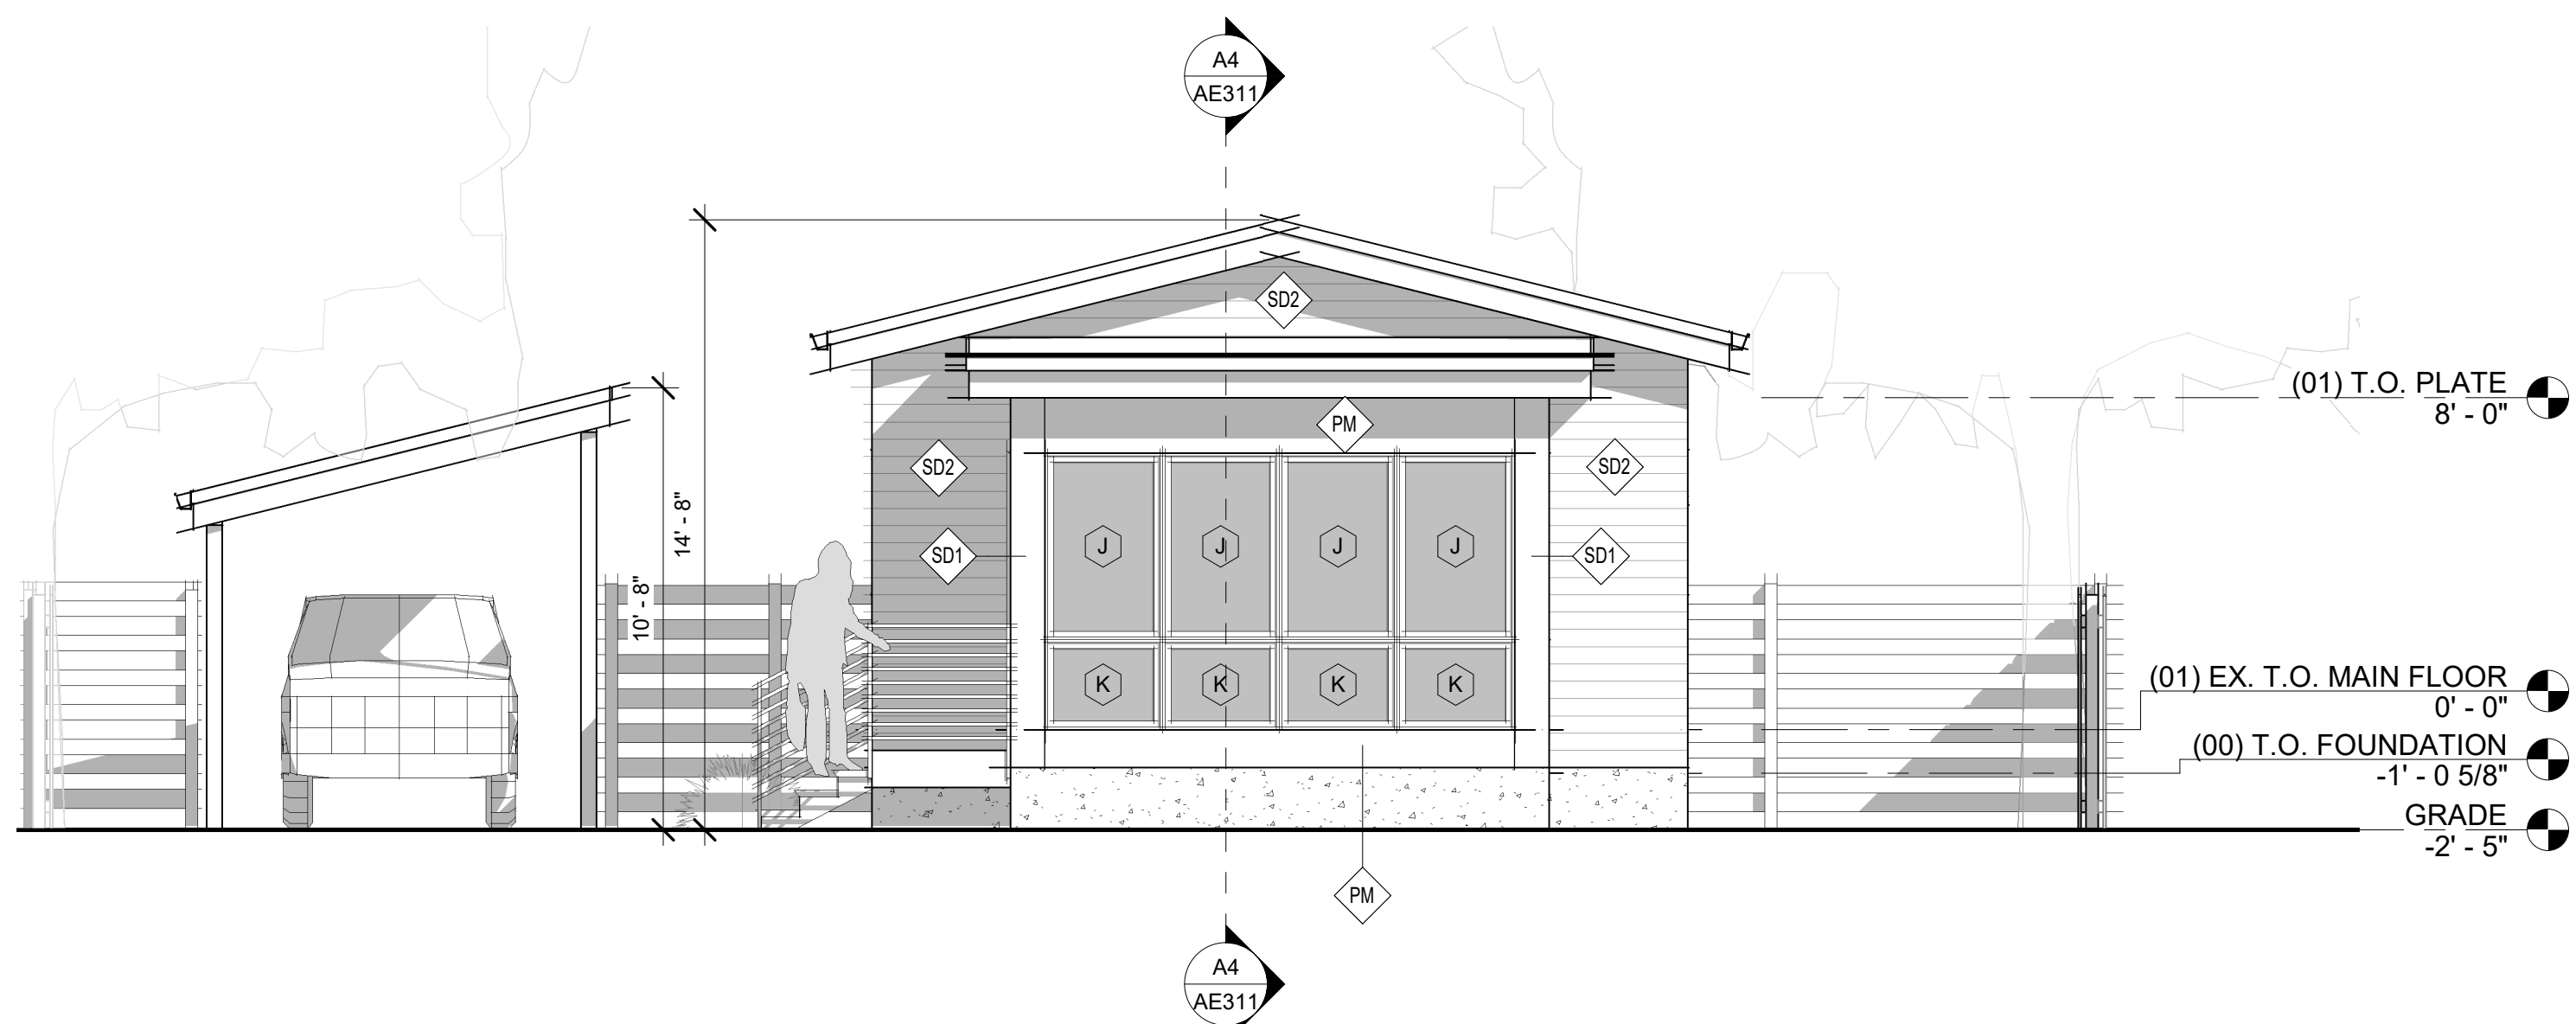 A4
AE311
SD2
(01) T.O. PLATE
8' - 0"
PM
SD2
SD2
14' - 8"
10' - 8"
SD1
J
J
J
J
SD1
K
K
K
K
(01) EX. T.O. MAIN FLOOR
0' - 0"
(00) T.O. FOUNDATION
-1' - 0 5/8"
GRADE
-2' - 5"
PM
A4
AE311